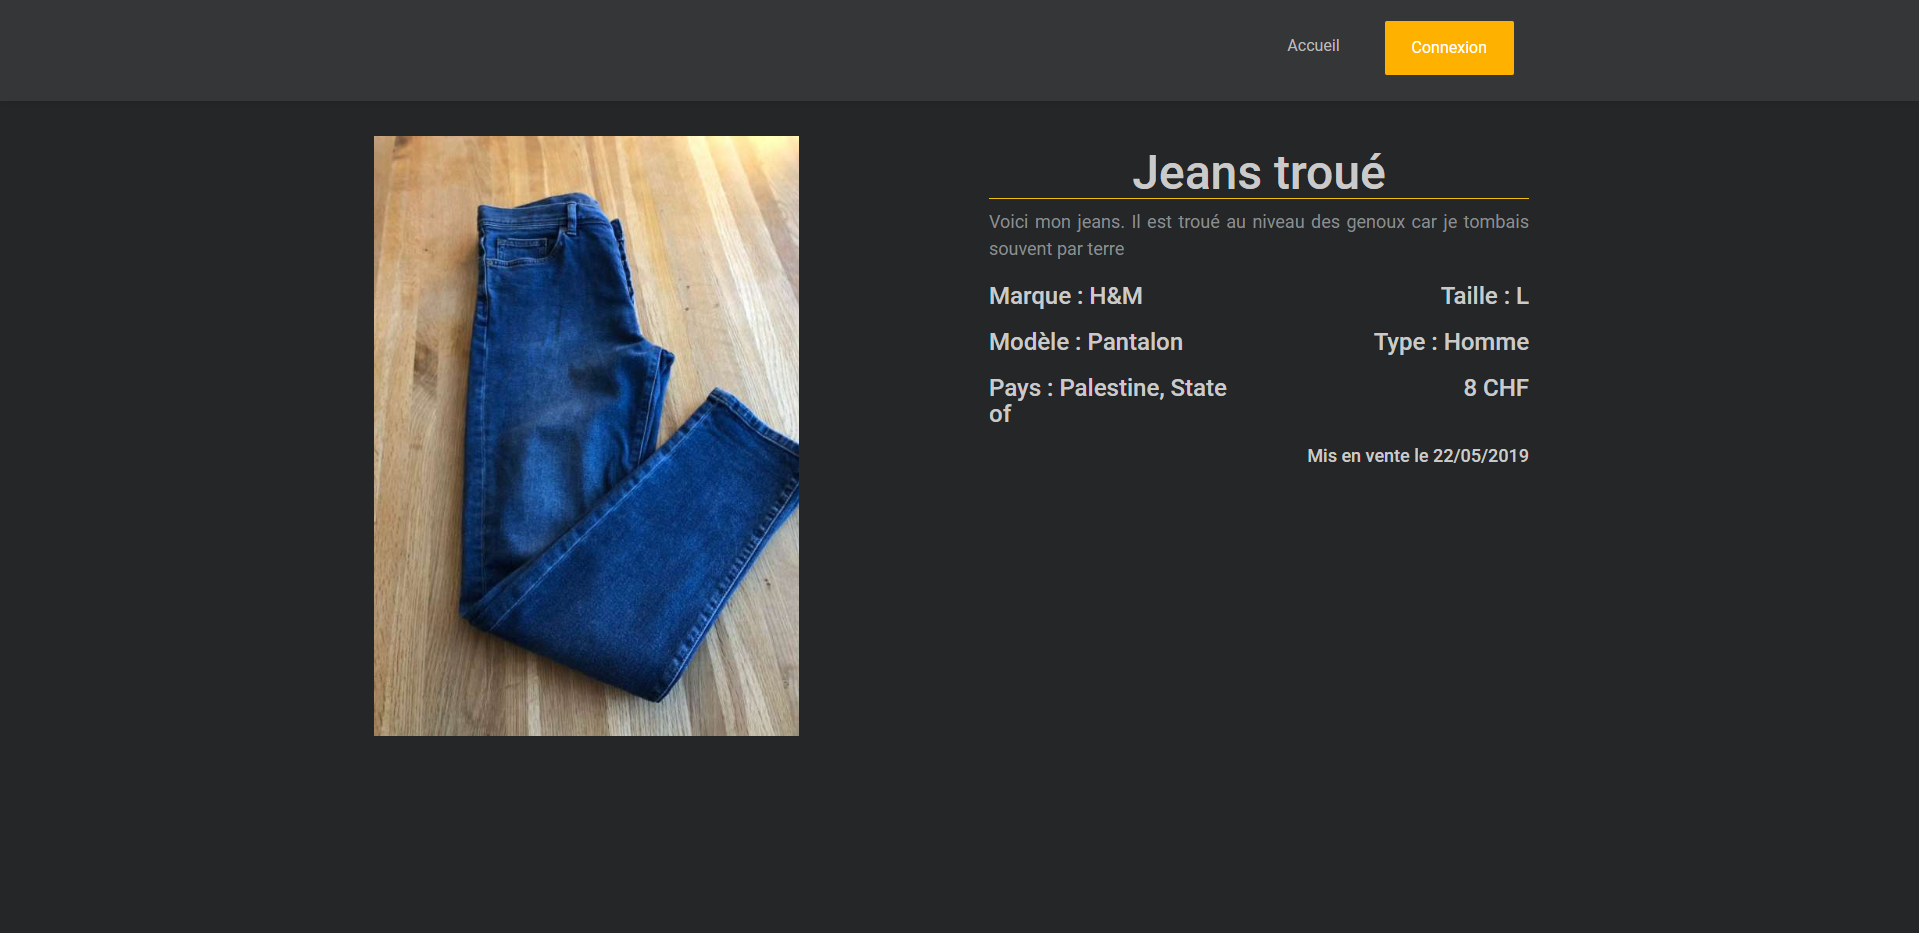 Accueil
Connexion
Jeans troué
Voici mon jeans. Il est troué au niveau des genoux car je tombais
souvent par terre
Marque : H&M
Taille : L
Modèle : Pantalon
Type : Homme
Pays : Palestine, State
of
8 CHF
Mis en vente le 22/05/2019